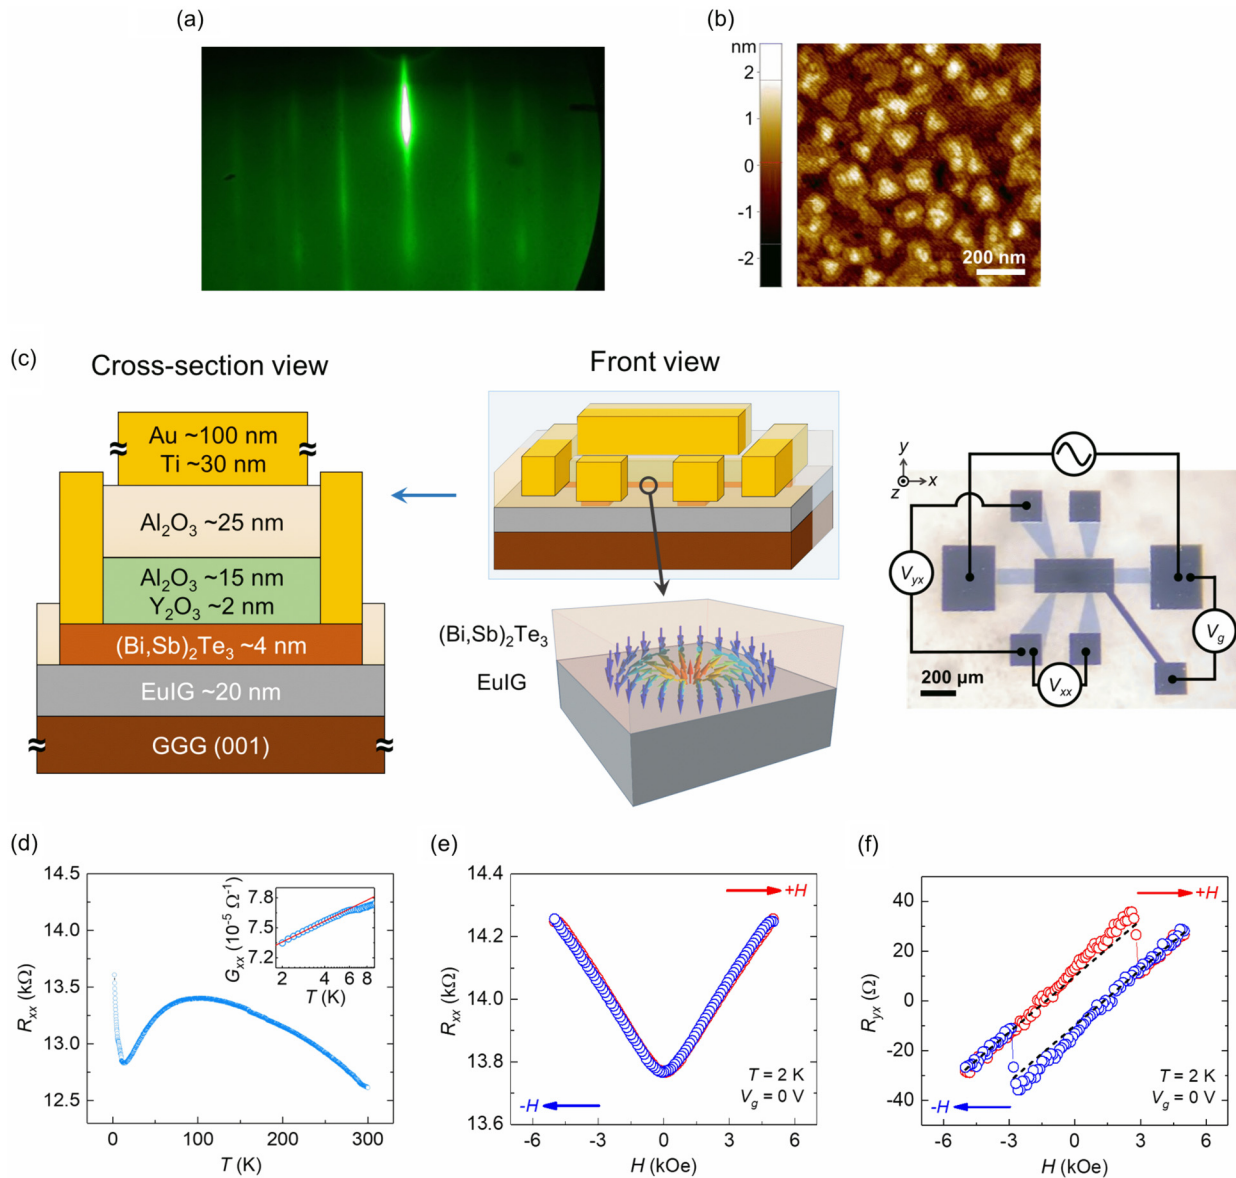 (a)
(b)
nm
2
1
0
-1
-2
200 nm
(c)
Cross-section view
Front view
Au ~100 nm
Ti ~30 nm
Al₂O₃ ~25 nm
Al₂O₃ ~15 nm
Y₂O₃ ~2 nm
(Bi,Sb)₂Te₃ ~4 nm
EuIG ~20 nm
GGG (001)
(Bi,Sb)₂Te₃
EuIG
y
z x
Vyx
Vg
Vxx
200 μm
(d)
14.5
14.0
13.5
13.0
12.5
Rxx (kΩ)
0 100 200 300
T (K)
Gxx (10⁻⁵ Ω⁻¹)
7.8
7.5
7.2
2 4 6 8
T (K)
(e)
14.4
14.2
14.0
13.8
13.6
Rxx (kΩ)
+H
-H
T = 2 K
Vg = 0 V
-6 -3 0 3 6
H (kOe)
(f)
40
20
0
-20
-40
Ryx (Ω)
+H
-H
T = 2 K
Vg = 0 V
-6 -3 0 3 6
H (kOe)